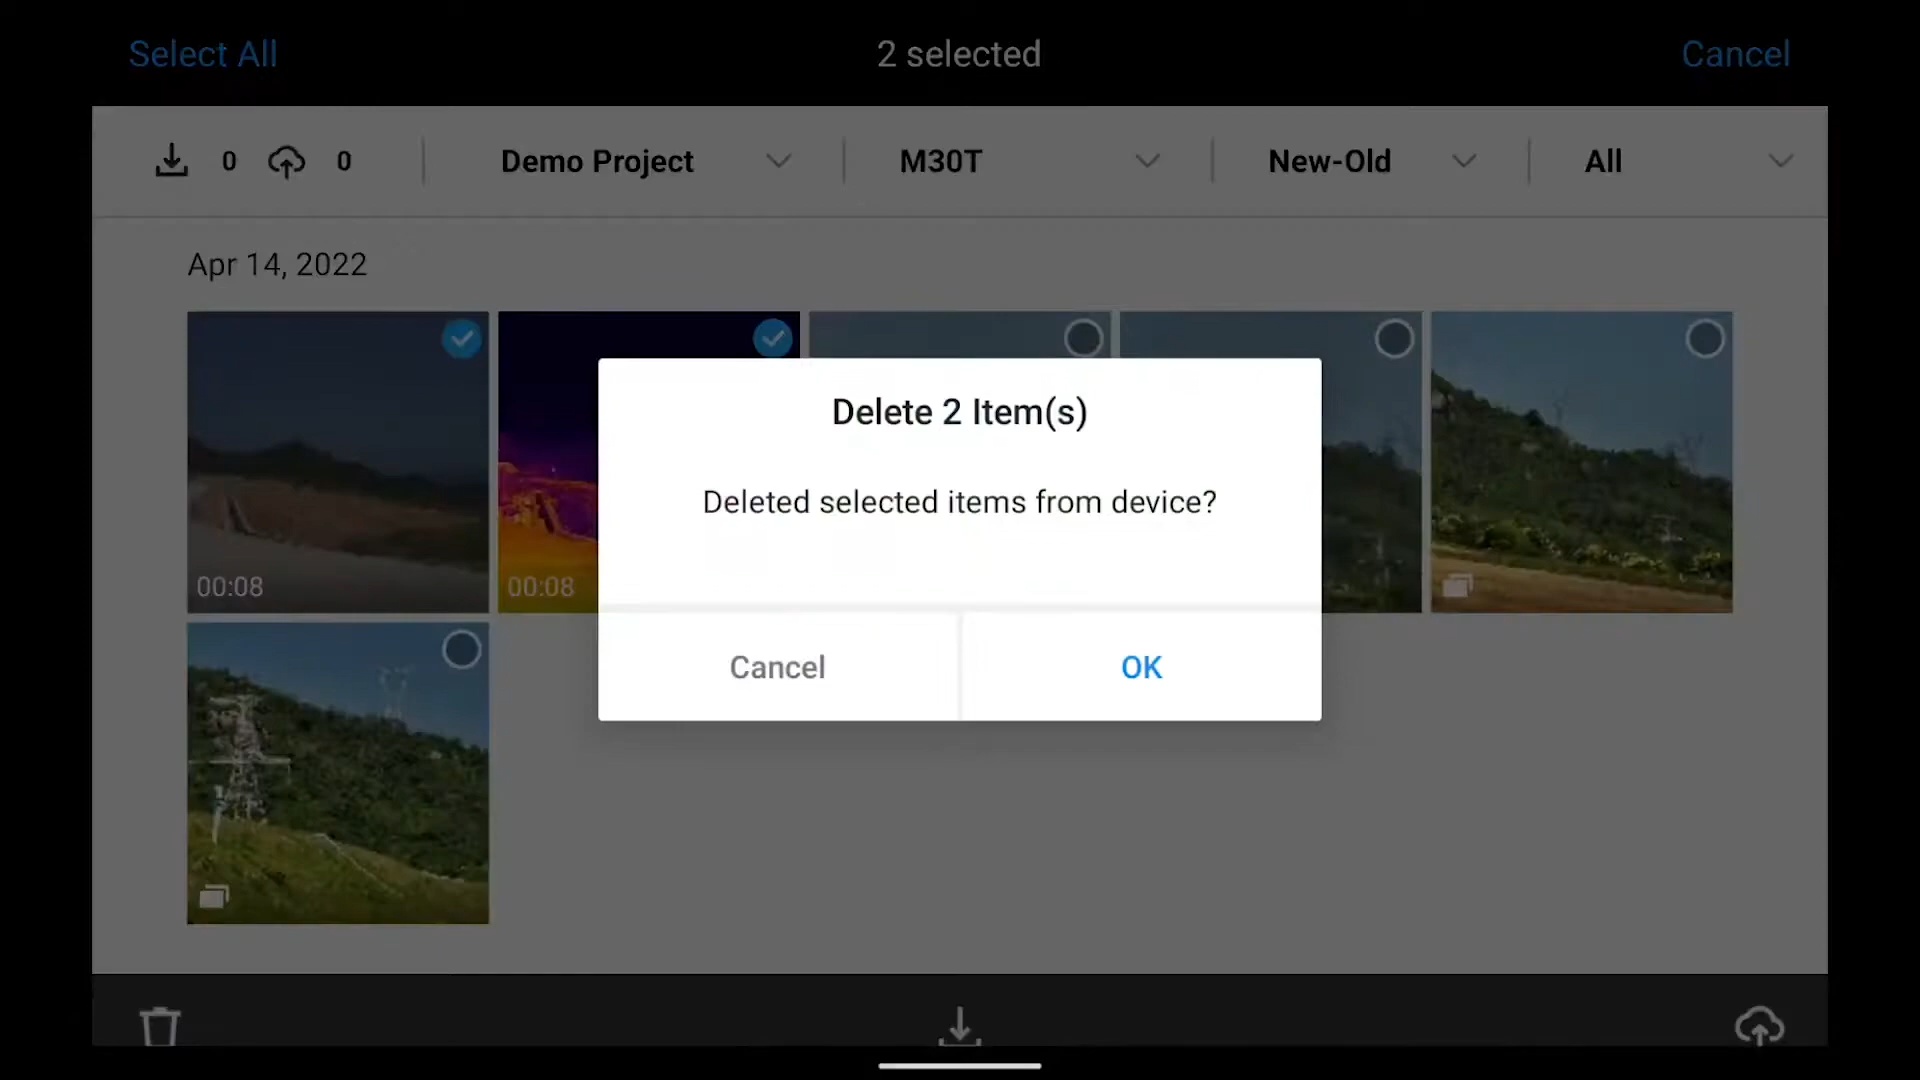 Select All 2 selected Cancel
0 0 Demo Project M30T New-Old All
Apr 14, 2022
00:08 00:08
Delete 2 Item(s)
Deleted selected items from device?
Cancel OK